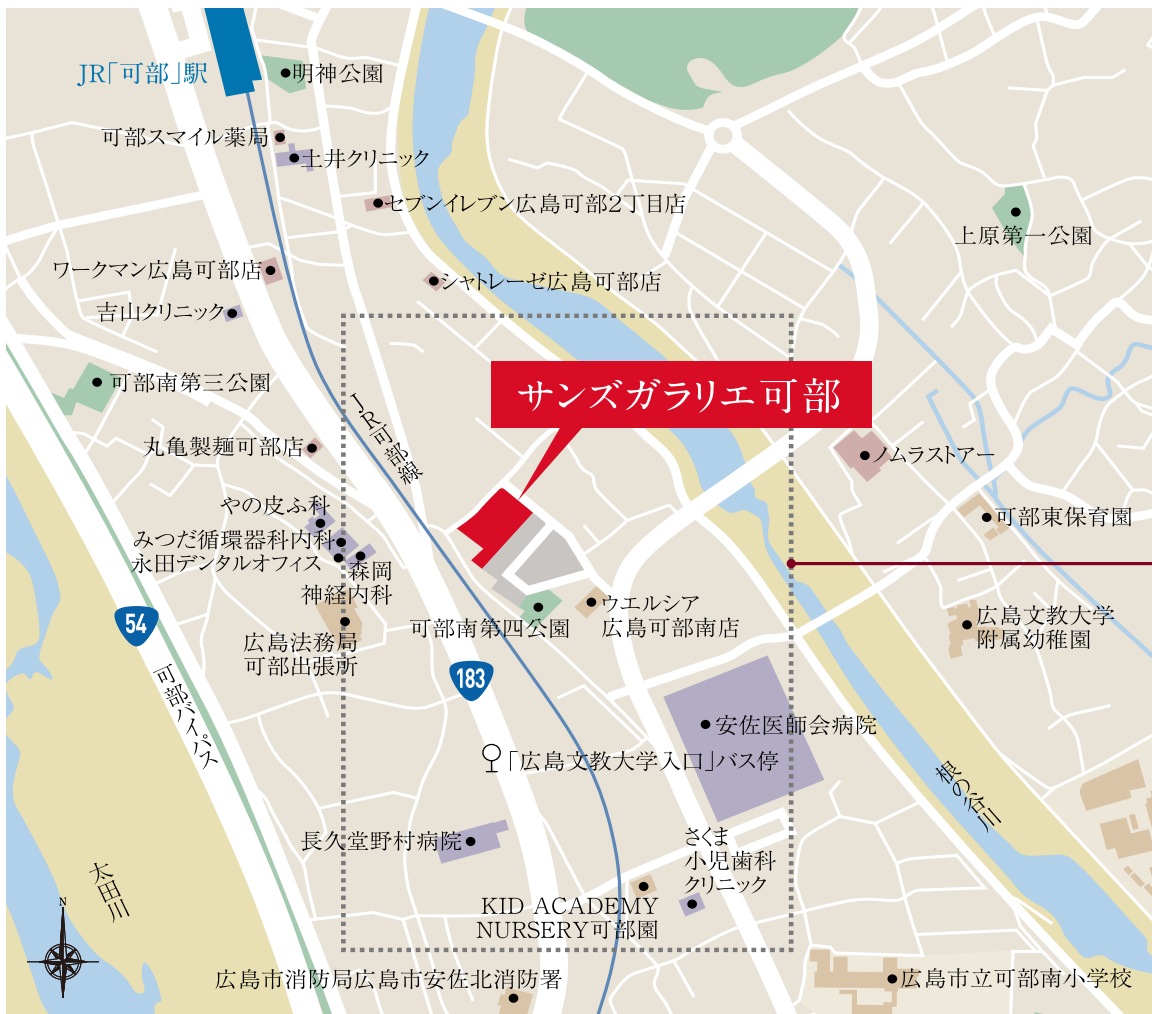 JR「可部」駅
明神公園
可部スマイル薬局
土井クリニック
セブンイレブン広島可部2丁目店
上原第一公園
ワークマン広島可部店
シャトレーゼ広島可部店
吉山クリニック
可部南第三公園
サンズガラリエ可部
JR可部線
丸亀製麺可部店
ノムラストアー
やの皮ふ科
可部東保育園
みつだ循環器科内科
永田デンタルオフィス
森岡
神経内科
ウエルシア
広島可部南店
可部南第四公園
広島文教大学
附属幼稚園
54
広島法務局
可部出張所
183
可部バイパス
安佐医師会病院
「広島文教大学入口」バス停
根の谷川
長久堂野村病院
さくま
小児歯科
クリニック
太田川
N
KID ACADEMY
NURSERY可部園
広島市消防局広島市安佐北消防署
広島市立可部南小学校